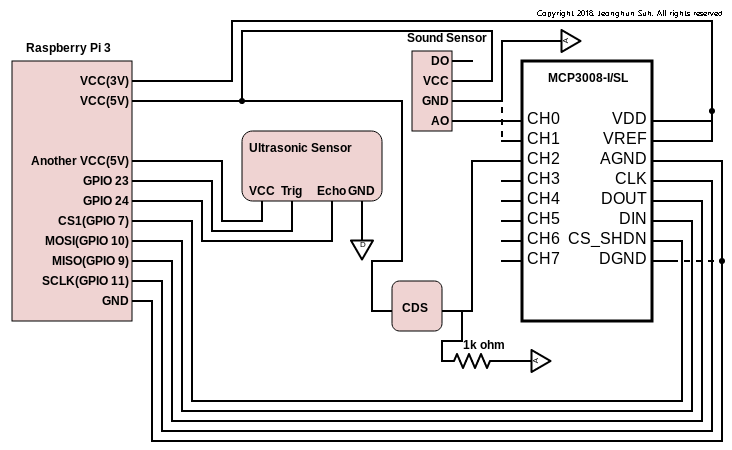 Copyright 2018. Jeonghun Suh. All rights reserved
Raspberry Pi 3
Sound Sensor
A
DO
VCC
GND
AO
MCP3008-I/SL
VCC(3V)
VCC(5V)
Another VCC(5V)
GPIO 23
GPIO 24
CS1(GPIO 7)
MOSI(GPIO 10)
MISO(GPIO 9)
SCLK(GPIO 11)
GND
Ultrasonic Sensor
VCC Trig Echo GND
D
CH0 VDD
CH1 VREF
CH2 AGND
CH3 CLK
CH4 DOUT
CH5 DIN
CH6 CS_SHDN
CH7 DGND
CDS
1k ohm
A